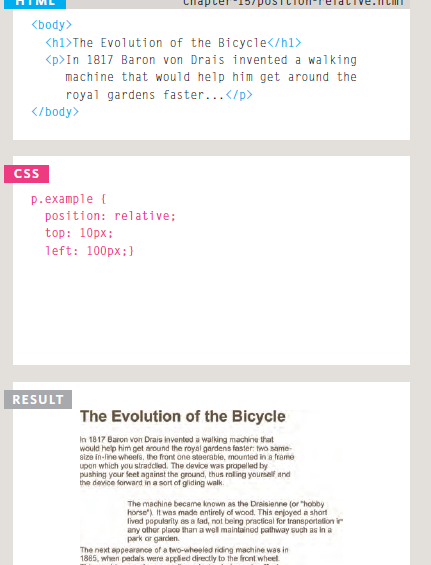 HTML
chapter-15/position-relative.html
<body>
<h1>The Evolution of the Bicycle</h1>
<p>In 1817 Baron von Drais invented a walking
machine that would help him get around the
royal gardens faster...</p>
</body>
CSS
p.example {
position: relative;
top: 10px;
left: 100px;}
RESULT
The Evolution of the Bicycle
In 1817 Baron von Drais invented a walking machine that
would help him get around the royal gardens faster: two same-
size in-line wheels, the front one steerable, mounted in a frame
upon which you straddled. The device was propelled by
pushing your feet against the ground, thus rolling yourself and
the device forward in a sort of gliding walk.
The machine became known as the Draisienne (or "hobby
horse"). It was made entirely of wood. This enjoyed a short
lived popularity as a fad, not being practical for transportation in
any other place than a well maintained pathway such as in a
park or garden.
The next appearance of a two-wheeled riding machine was in
1865, when pedals were applied directly to the front wheel.